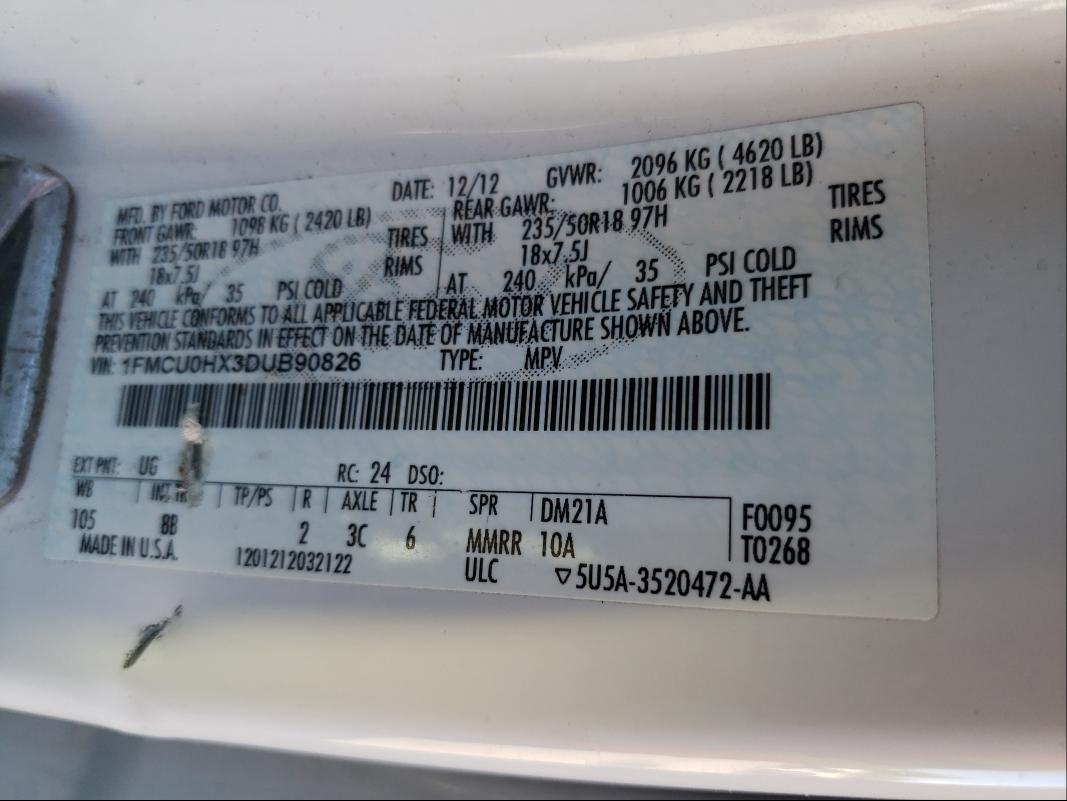 MFD. BY FORD MOTOR CO. DATE: 12/12 GVWR: 2096 KG ( 4620 LB)
FRONT GAWR: 1098 KG ( 2420 LB) REAR GAWR: 1006 KG ( 2218 LB)
WITH 235/50R18 97H TIRES WITH 235/50R18 97H TIRES
18x7.5J RIMS 18x7.5J RIMS
AT 240 kPa/ 35 PSI COLD AT 240 kPa/ 35 PSI COLD
THIS VEHICLE CONFORMS TO ALL APPLICABLE FEDERAL MOTOR VEHICLE SAFETY AND THEFT
PREVENTION STANDARDS IN EFFECT ON THE DATE OF MANUFACTURE SHOWN ABOVE.
VIN: 1FMCU0HX3DUB90826 TYPE: MPV
EXT PNT: UG RC: 24 DSO:
WB INT TR TP/PS R AXLE TR SPR DM21A F0095
105 8B 2 3C 6 MMRR 10A T0268
MADE IN U.S.A. 1201212032122 ULC ▽5U5A-3520472-AA